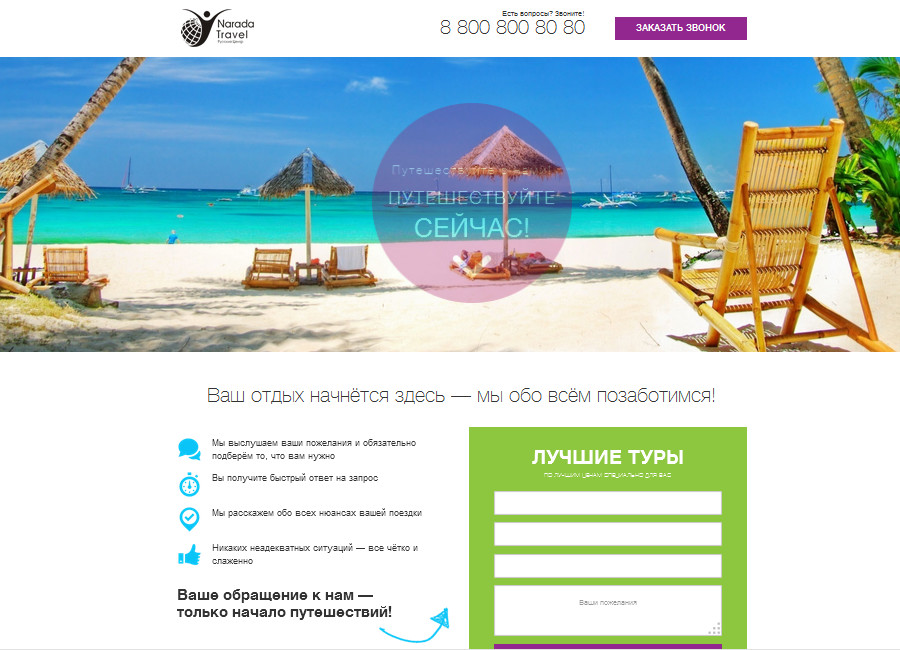 Narada
Travel
Есть вопросы? Звоните!
8 800 800 80 80
ЗАКАЗАТЬ ЗВОНОК
Путешествуйте
ПУТЕШЕСТВУЙТЕ
СЕЙЧАС!
Ваш отдых начнётся здесь — мы обо всём позаботимся!
Мы выслушаем ваши пожелания и обязательно
подберём то, что вам нужно
Вы получите быстрый ответ на запрос
Мы расскажем обо всех нюансах вашей поездки
Никаких неадекватных ситуаций — все чётко и
слаженно
Ваше обращение к нам —
только начало путешествий!
ЛУЧШИЕ ТУРЫ
ПО ЛУЧШИМ ЦЕНАМ СПЕЦИАЛЬНО ДЛЯ ВАС
Ваши пожелания